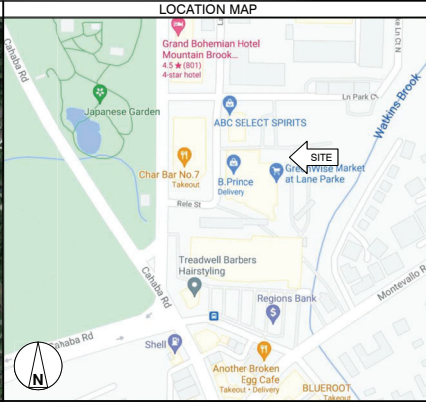 LOCATION MAP
Cahaba Rd
Grand Bohemian Hotel
Mountain Brook...
4.5 ★ (801)
4-star hotel
Ln Park C
Japanese Garden
ABC SELECT SPIRITS
Watkins Brook
SITE
Char Bar No.7
Takeout
B.Prince
Delivery
GreenWise Market
at Lane Parke
Rele St
Treadwell Barbers
Hairstyling
Cahaba Rd
Montevallo R
Regions Bank
Cahaba Rd
Shell
Another Broken
Egg Cafe
Takeout • Delivery
BLUEROOT
Takeout
N